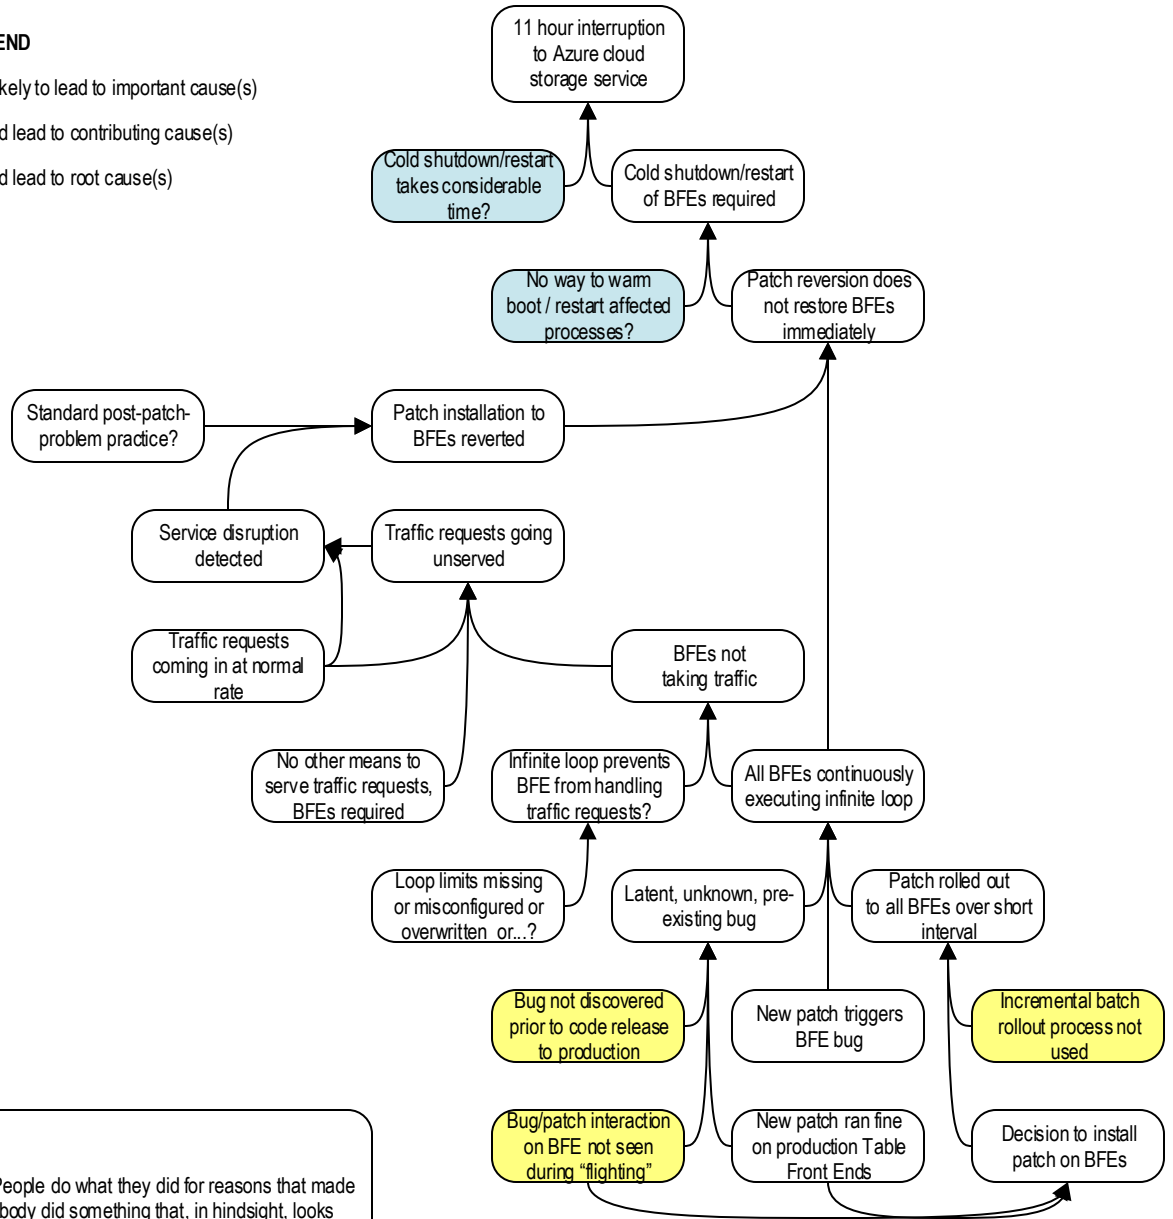 11 hour interruption
to Azure cloud
storage service
END
kely to lead to important cause(s)
d lead to contributing cause(s)
d lead to root cause(s)
Cold shutdown/restart
takes considerable
time?
Cold shutdown/restart
of BFEs required
No way to warm
boot / restart affected
processes?
Patch reversion does
not restore BFEs
immediately
Standard post-patch-
problem practice?
Patch installation to
BFEs reverted
Service disruption
detected
Traffic requests going
unserved
Traffic requests
coming in at normal
rate
BFEs not
taking traffic
No other means to
serve traffic requests,
BFEs required
Infinite loop prevents
BFE from handling
traffic requests?
All BFEs continuously
executing infinite loop
Loop limits missing
or misconfigured or
overwritten or...?
Latent, unknown, pre-
existing bug
Patch rolled out
to all BFEs over short
interval
Bug not discovered
prior to code release
to production
New patch triggers
BFE bug
Incremental batch
rollout process not
used
Bug/patch interaction
on BFE not seen
during “flighting”
New patch ran fine
on production Table
Front Ends
Decision to install
patch on BFEs
People do what they did for reasons that made
body did something that, in hindsight, looks